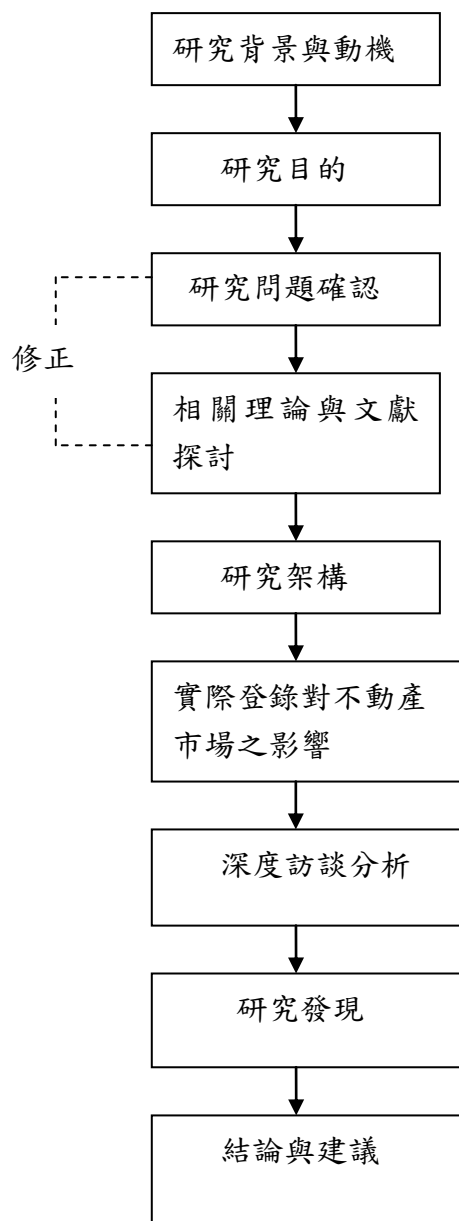 研究背景與動機
研究目的
研究問題確認
修正
相關理論與文獻
探討
研究架構
實際登錄對不動產
市場之影響
深度訪談分析
研究發現
結論與建議